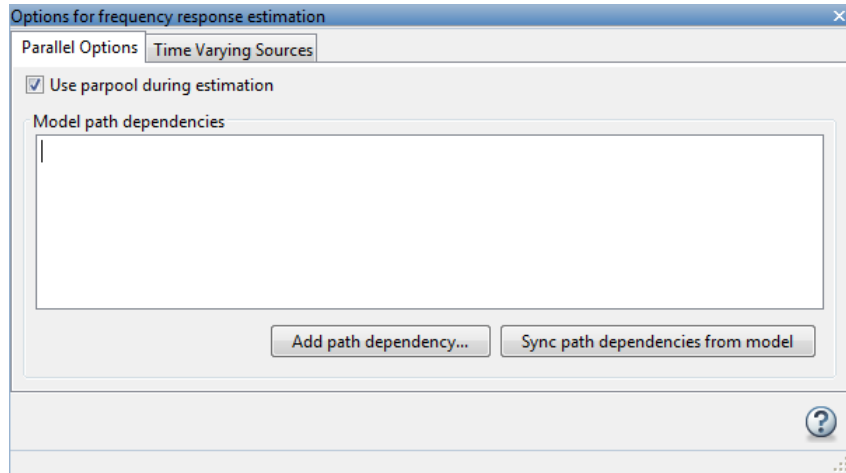 Options for frequency response estimation
Parallel Options
Time Varying Sources
Use parpool during estimation
Model path dependencies
Add path dependency...
Sync path dependencies from model
?